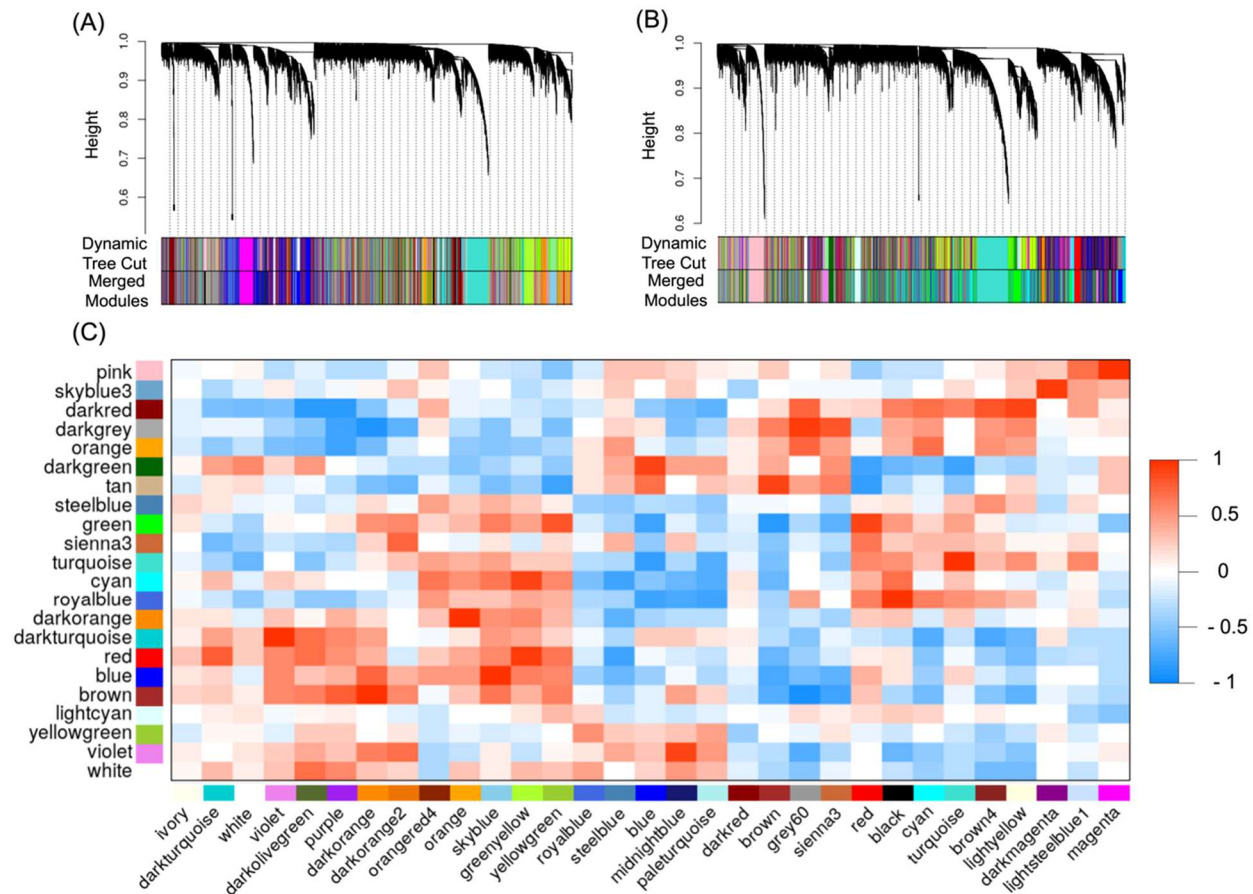 (A)
Height
1.0
0.9
0.8
0.7
0.6
Dynamic
Tree Cut
Merged
Modules
(B)
Height
1.0
0.9
0.8
0.7
0.6
Dynamic
Tree Cut
Merged
Modules
(C)
pink
skyblue3
darkred
darkgrey
orange
darkgreen
tan
steelblue
green
sienna3
turquoise
cyan
royalblue
darkorange
darkturquoise
red
blue
brown
lightcyan
yellowgreen
violet
white
1
0.5
0
- 0.5
- 1
ivory
darkturquoise
white
violet
darkolivegreen
purple
darkorange
darkorange2
orangered4
orange
skyblue
greenyellow
yellowgreen
royalblue
steelblue
blue
midnightblue
paleturquoise
darkred
brown
grey60
sienna3
red
black
cyan
turquoise
brown4
lightyellow
darkmagenta
lightsteelblue1
magenta